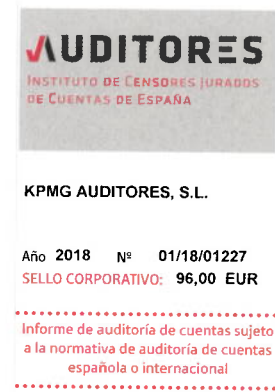 AUDITORES
INSTITUTO DE CENSORES JURADOS
DE CUENTAS DE ESPAÑA
KPMG AUDITORES, S.L.
Año 2018 Nº 01/18/01227
SELLO CORPORATIVO: 96,00 EUR
Informe de auditoría de cuentas sujeto
a la normativa de auditoría de cuentas
española o internacional